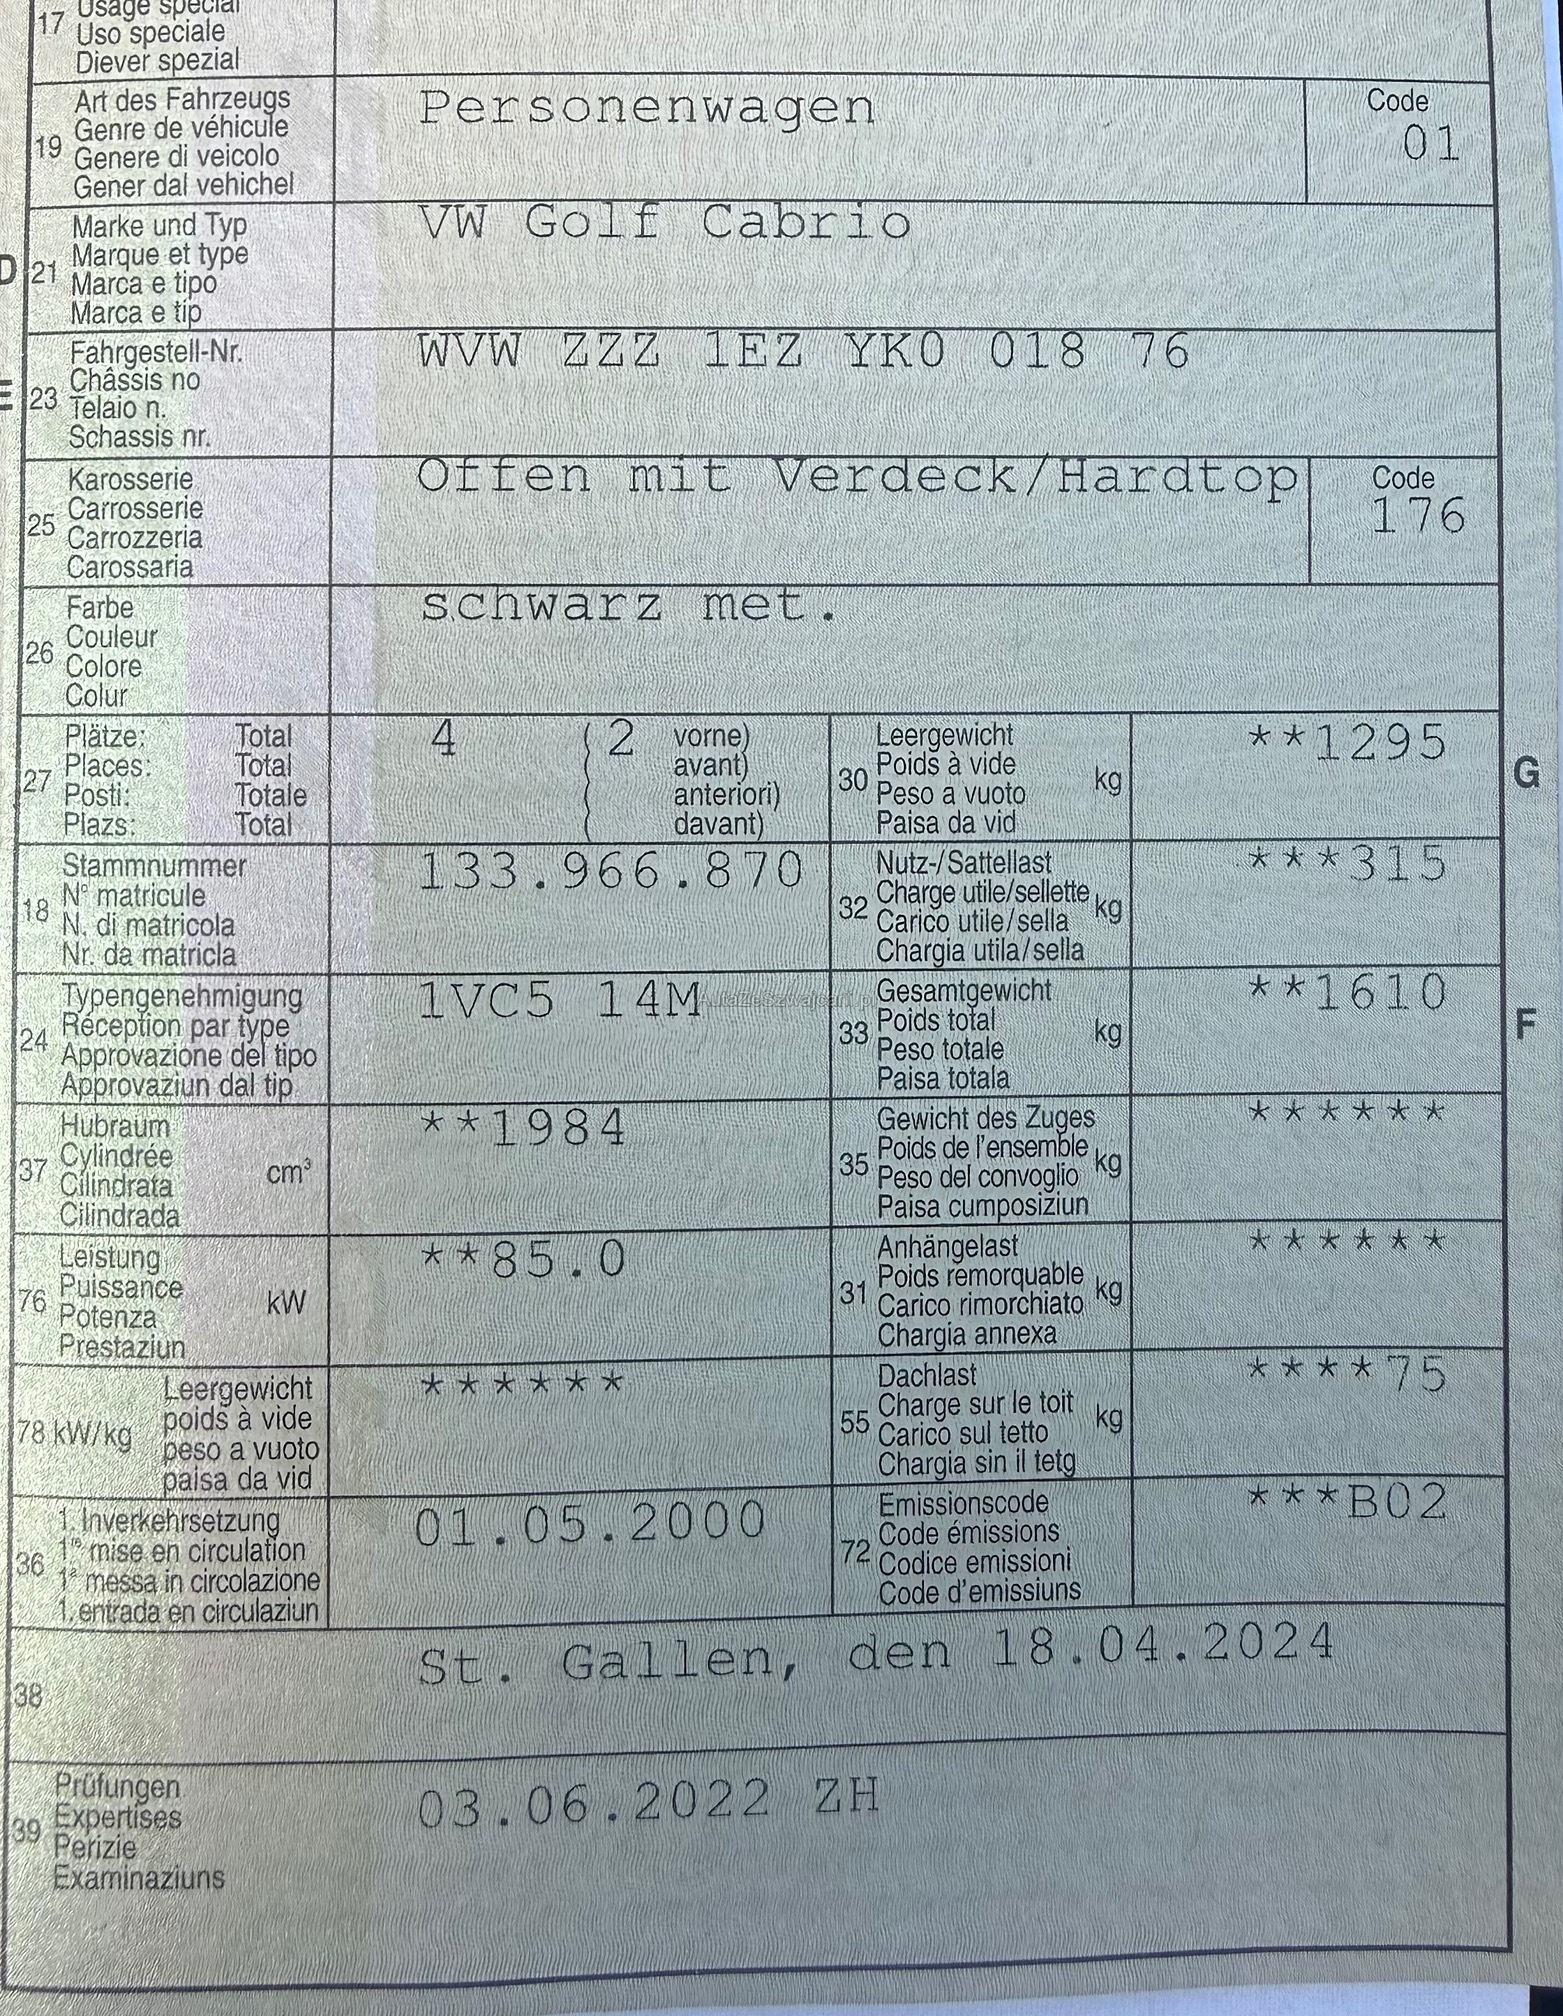 17 Usage spécial
Uso speciale
Diever spezial
19 Art des Fahrzeugs
Genre de véhicule
Genere di veicolo
Gener dal vehichel
Personenwagen
Code
01
D 21 Marke und Typ
Marque et type
Marca e tipo
Marca e tip
VW Golf Cabrio
E 23 Fahrgestell-Nr.
Châssis no
Telaio n.
Schassis nr.
WVW ZZZ 1EZ YK0 018 76
25 Karosserie
Carrosserie
Carrozzeria
Carossaria
Offen mit Verdeck/Hardtop
Code
176
26 Farbe
Couleur
Colore
Colur
schwarz met.
27 Plätze: Total
Places: Total
Posti: Totale
Plazs: Total
4 ( 2 vorne)
avant)
anteriori)
davant)
30 Leergewicht
Poids à vide
Peso a vuoto
Paisa da vid
kg
**1295
G
18 Stammnummer
N° matricule
N. di matricola
Nr. da matricla
133.966.870
32 Nutz-/Sattellast
Charge utile/sellette
Carico utile/sella
Chargia utila/sella
kg
***315
24 Typengenehmigung
Réception par type
Approvazione del tipo
Approvaziun dal tip
1VC5 14M
33 Gesamtgewicht
Poids total
Peso totale
Paisa totala
kg
**1610
F
37 Hubraum
Cylindrée
Cilindrata
Cilindrada
cm³
**1984
35 Gewicht des Zuges
Poids de l'ensemble
Peso del convoglio
Paisa cumposiziun
kg
******
76 Leistung
Puissance
Potenza
Prestaziun
kW
**85.0
31 Anhängelast
Poids remorquable
Carico rimorchiato
Chargia annexa
kg
******
78 kW/kg Leergewicht
poids à vide
peso a vuoto
paisa da vid
******
55 Dachlast
Charge sur le toit
Carico sul tetto
Chargia sin il tetg
kg
****75
36 1. Inverkehrsetzung
1re mise en circulation
1a messa in circolazione
1. entrada en circulaziun
01.05.2000
72 Emissionscode
Code émissions
Codice emissioni
Code d'emissiuns
***B02
38 St. Gallen, den 18.04.2024
39 Prüfungen
Expertises
Perizie
Examinaziuns
03.06.2022 ZH